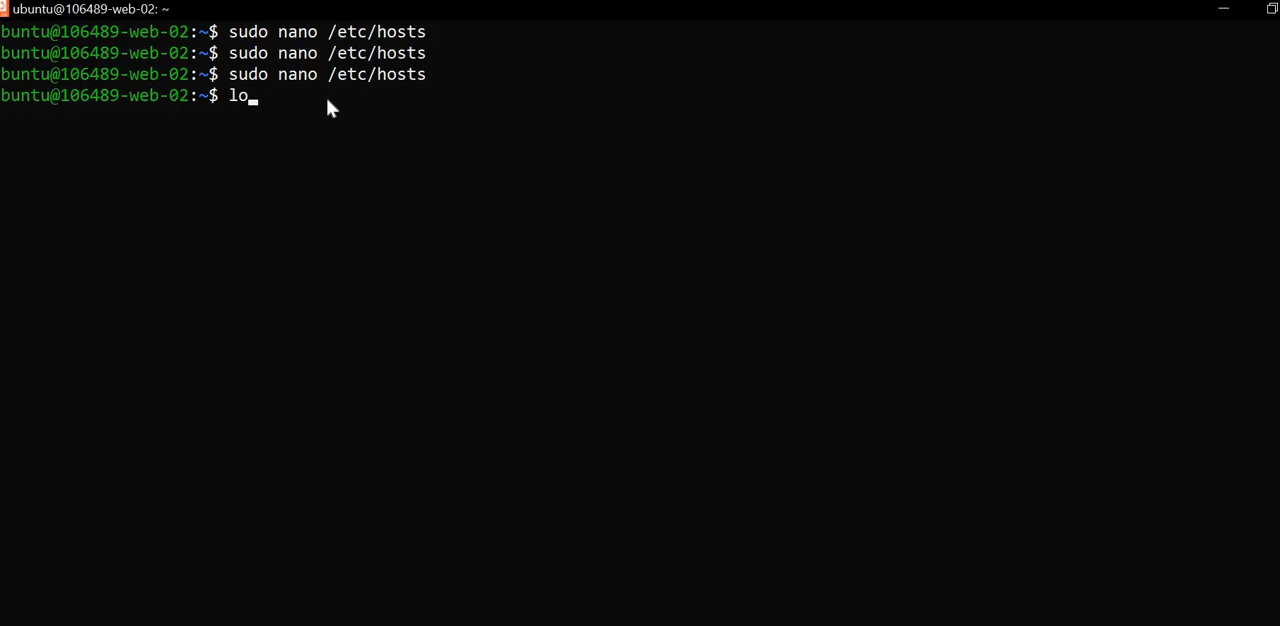 ubuntu@106489-web-02: ~
buntu@106489-web-02:~$ sudo nano /etc/hosts
buntu@106489-web-02:~$ sudo nano /etc/hosts
buntu@106489-web-02:~$ sudo nano /etc/hosts
buntu@106489-web-02:~$ lo